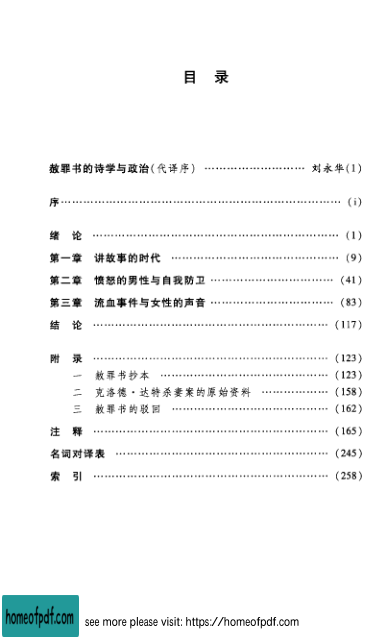 目 录
赦罪书的诗学与政治(代译序) ………………………… 刘永华(1)
序………………………………………………………………… (i)
绪 论 ………………………………………………………… (1)
第一章 讲故事的时代 ……………………………………… (9)
第二章 愤怒的男性与自我防卫 …………………………… (41)
第三章 流血事件与女性的声音 …………………………… (83)
结 论 ……………………………………………………… (117)
附 录 ……………………………………………………… (123)
一 赦罪书抄本 ……………………………………… (123)
二 克洛德·达特杀妻案的原始资料 ……………… (158)
三 赦罪书的驳回 …………………………………… (162)
注 释 ……………………………………………………… (165)
名词对译表 ………………………………………………… (245)
索 引 ……………………………………………………… (258)
homeofpdf.com
see more please visit: https://homeofpdf.com